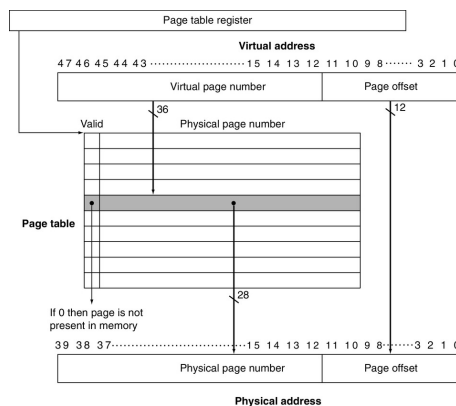 Page table register
Virtual address
47 46 45 44 43 ····················· 15 14 13 12 11 10 9 8 ······· 3 2 1 0
Virtual page number Page offset
36 12
Valid Physical page number
Page table
28
If 0 then page is not
present in memory
39 38 37 ································· 15 14 13 12 11 10 9 8 ······· 3 2 1 0
Physical page number Page offset
Physical address